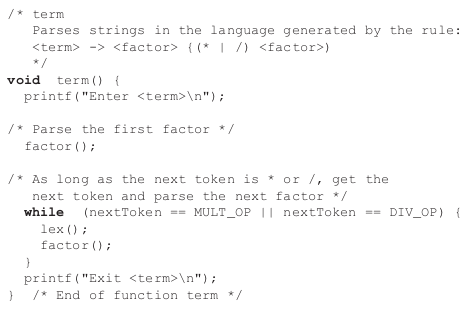 /* term
   Parses strings in the language generated by the rule:
   <term> -> <factor> {(* | /) <factor>)
   */
void  term() {
  printf("Enter <term>\n");

/* Parse the first factor */
  factor();

/* As long as the next token is * or /, get the
   next token and parse the next factor */
  while  (nextToken == MULT_OP || nextToken == DIV_OP) {
    lex();
    factor();
  }
  printf("Exit <term>\n");
}  /* End of function term */